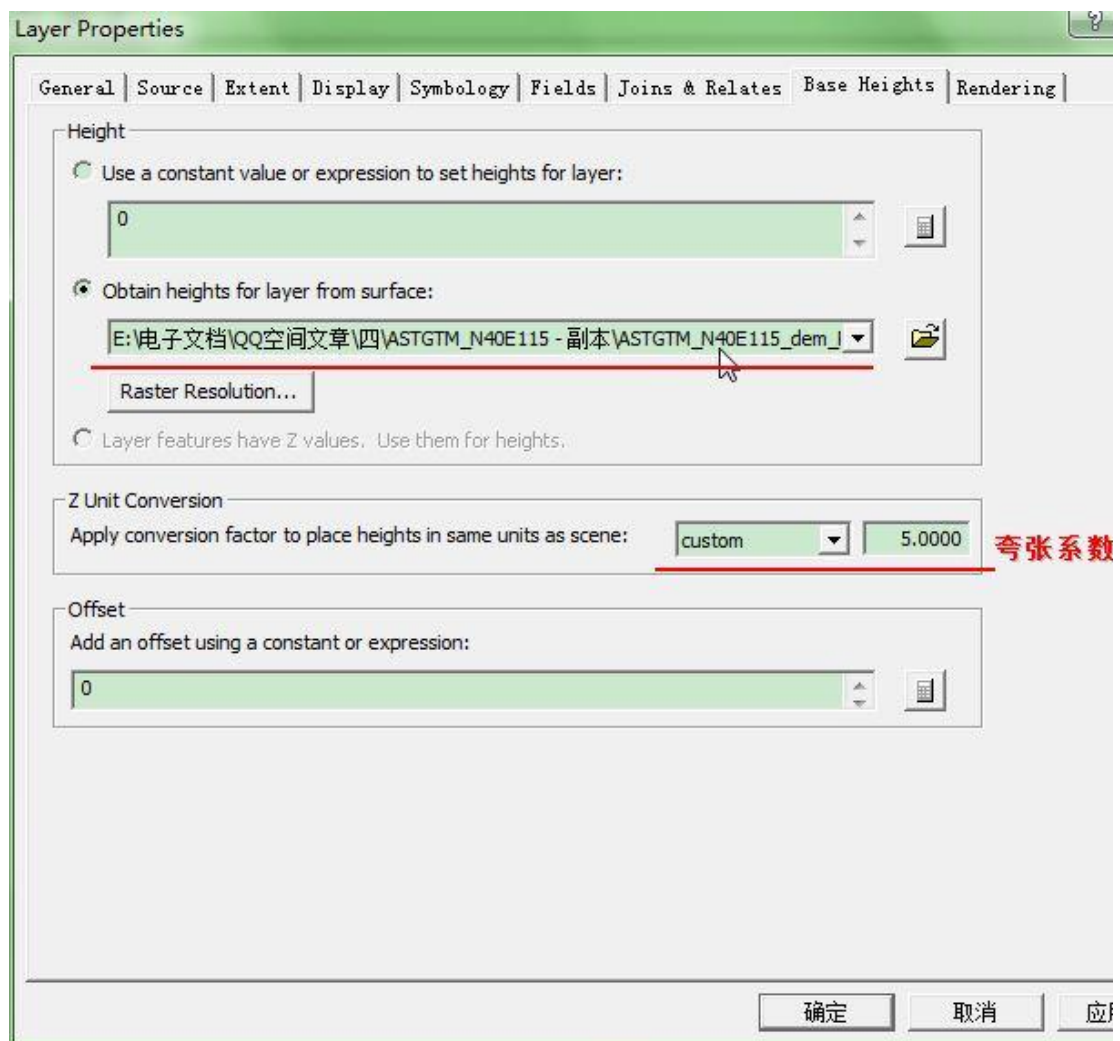 Layer Properties
General Source Extent Display Symbology Fields Joins & Relates Base Heights Rendering
Height
Use a constant value or expression to set heights for layer:
0
Obtain heights for layer from surface:
E:\电子文档\QQ空间文章\四\ASTGTM_N40E115 - 副本\ASTGTM_N40E115_dem_
Raster Resolution...
Layer features have Z values. Use them for heights.
Z Unit Conversion
Apply conversion factor to place heights in same units as scene: custom 5.0000 夸张系数
Offset
Add an offset using a constant or expression:
0
确定 取消 应